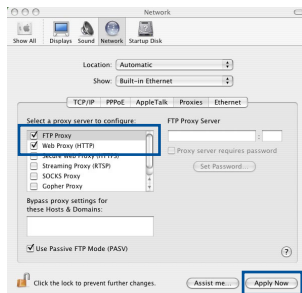 Network
Show All Displays Sound Network Startup Disk
Location: Automatic
Show: Built-in Ethernet
TCP/IP PPPoE AppleTalk Proxies Ethernet
Select a proxy server to configure:
FTP Proxy Server
FTP Proxy
Web Proxy (HTTP)
:
Secure Web Proxy (HTTPS)
Proxy server requires password
Streaming Proxy (RTSP)
Set Password...
SOCKS Proxy
Gopher Proxy
Bypass proxy settings for
these Hosts & Domains:
Use Passive FTP Mode (PASV)
?
Click the lock to prevent further changes.
Assist me...
Apply Now